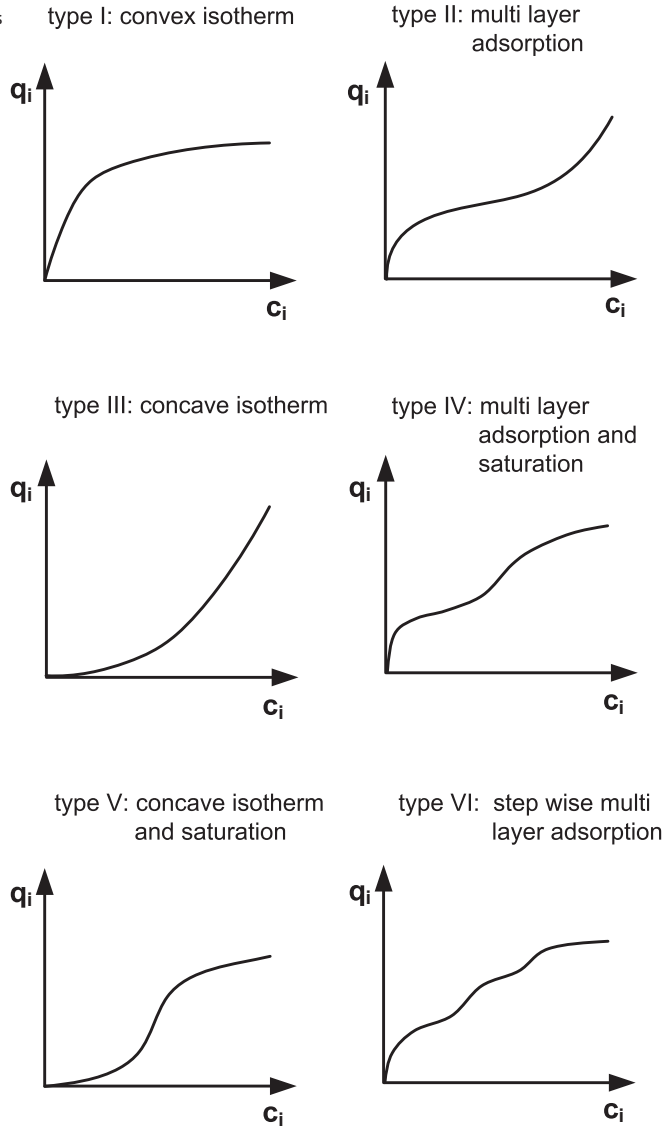 s
type I: convex isotherm
qi
ci
type II: multi layer
adsorption
qi
ci
type III: concave isotherm
qi
ci
type IV: multi layer
adsorption and
saturation
qi
ci
type V: concave isotherm
and saturation
qi
ci
type VI: step wise multi
layer adsorption
qi
ci